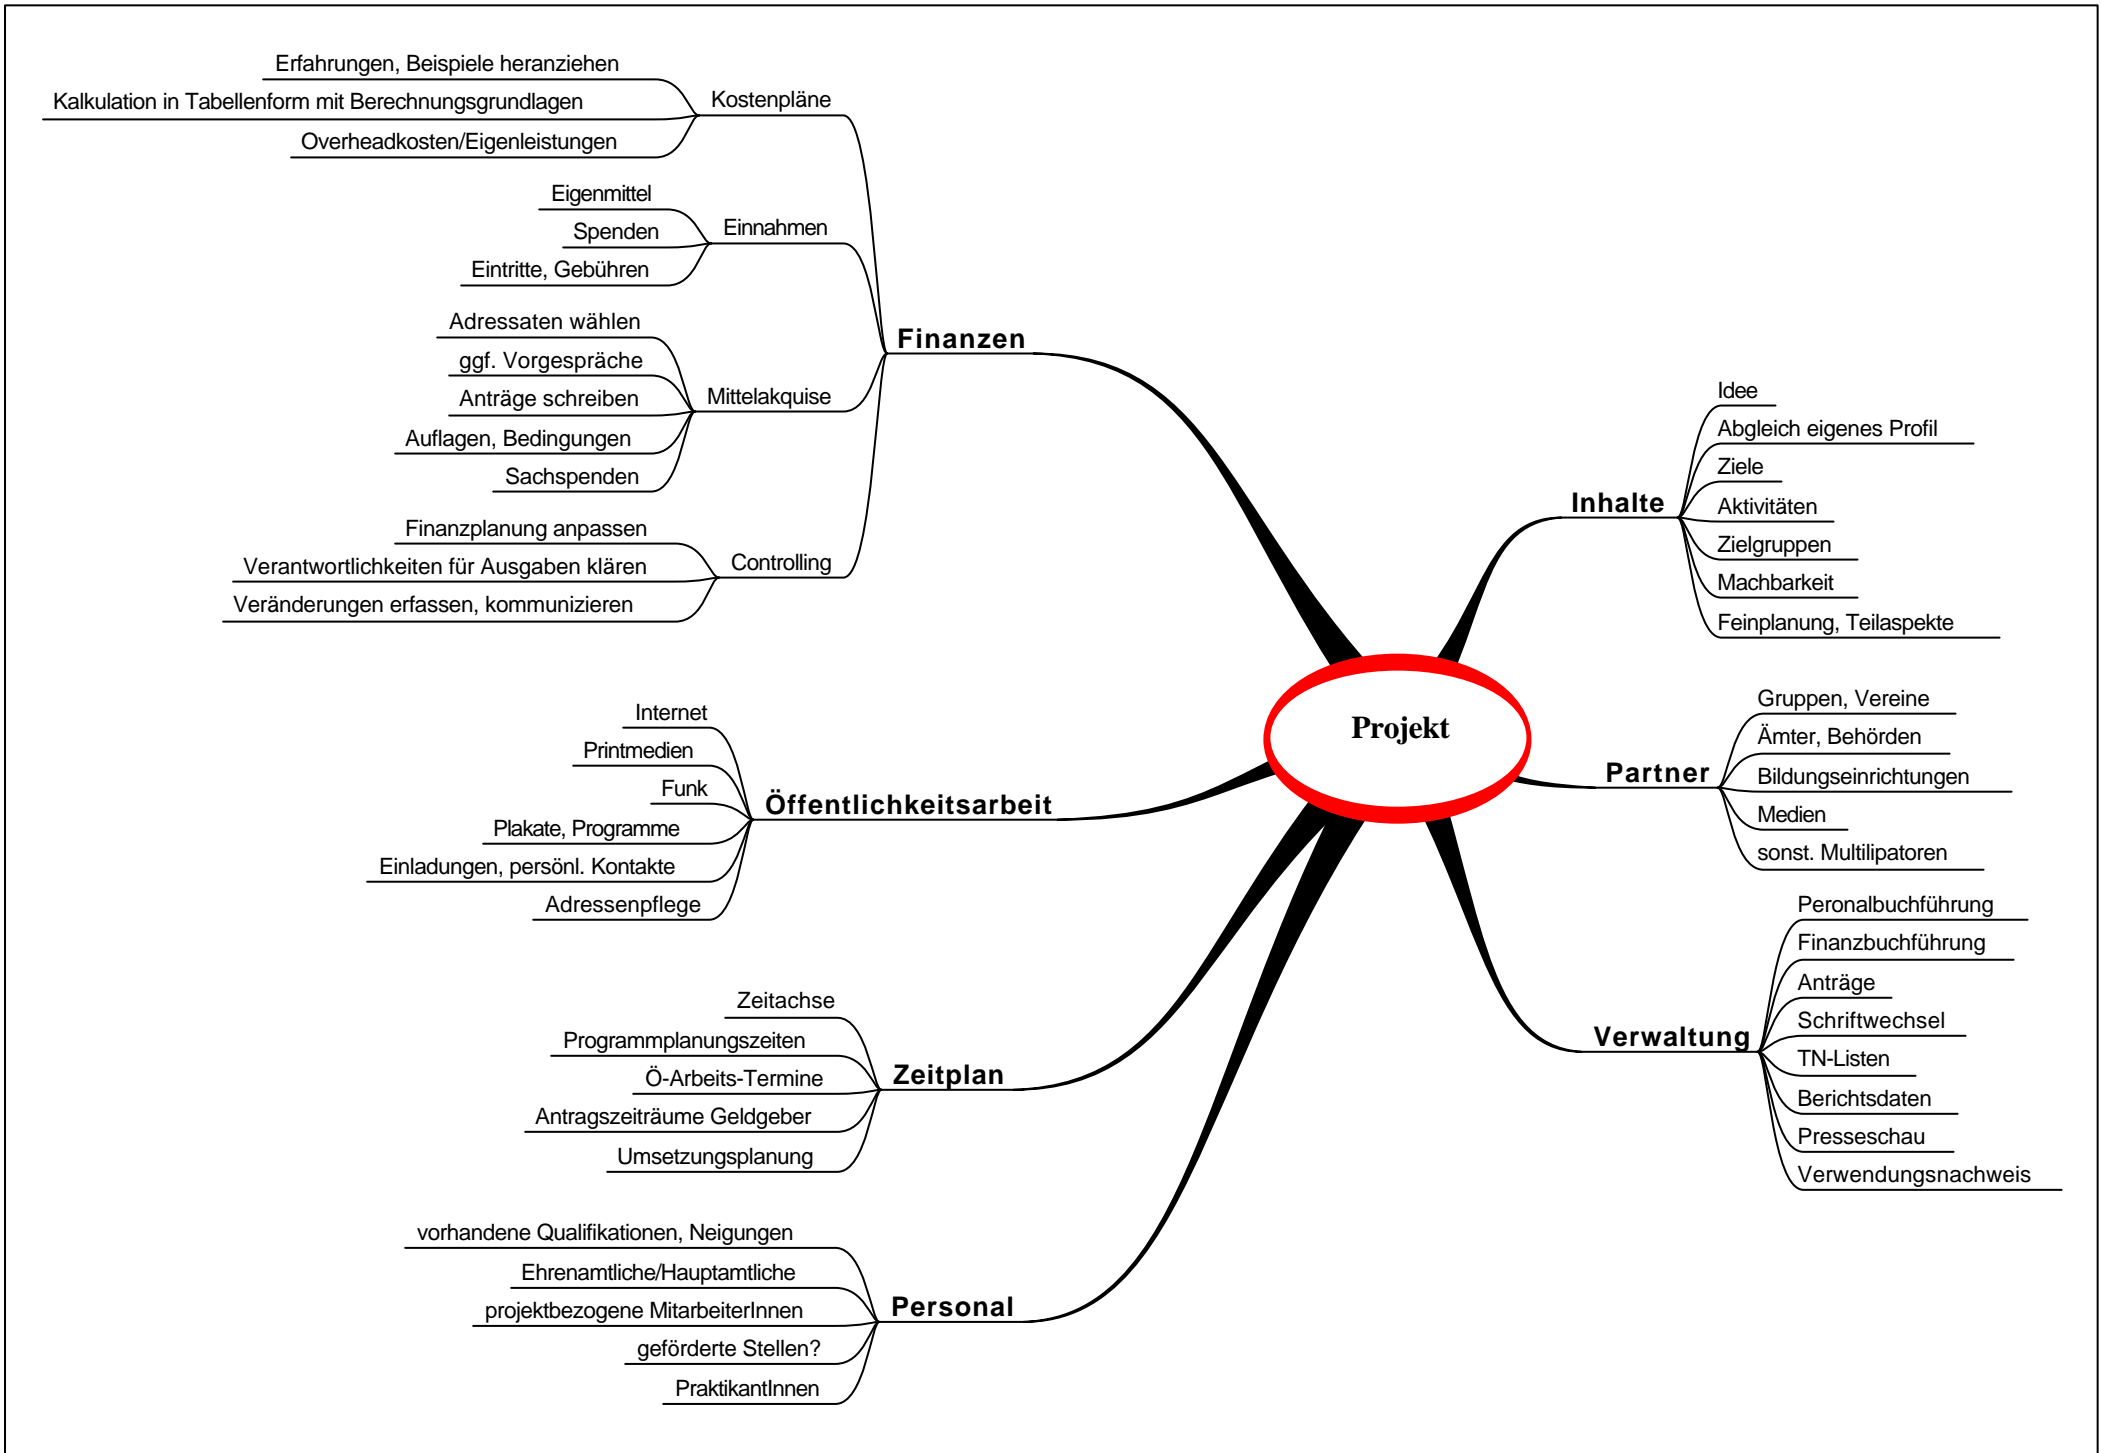 Projekt
Finanzen
Kostenpläne
Erfahrungen, Beispiele heranziehen
Kalkulation in Tabellenform mit Berechnungsgrundlagen
Overheadkosten/Eigenleistungen
Einnahmen
Eigenmittel
Spenden
Eintritte, Gebühren
Mittelakquise
Adressaten wählen
ggf. Vorgespräche
Anträge schreiben
Auflagen, Bedingungen
Sachspenden
Controlling
Finanzplanung anpassen
Verantwortlichkeiten für Ausgaben klären
Veränderungen erfassen, kommunizieren
Öffentlichkeitsarbeit
Internet
Printmedien
Funk
Plakate, Programme
Einladungen, persönl. Kontakte
Adressenpflege
Zeitplan
Zeitachse
Programmplanungszeiten
Ö-Arbeits-Termine
Antragszeiträume Geldgeber
Umsetzungsplanung
Personal
vorhandene Qualifikationen, Neigungen
Ehrenamtliche/Hauptamtliche
projektbezogene MitarbeiterInnen
geförderte Stellen?
PraktikantInnen
Inhalte
Idee
Abgleich eigenes Profil
Ziele
Aktivitäten
Zielgruppen
Machbarkeit
Feinplanung, Teilaspekte
Partner
Gruppen, Vereine
Ämter, Behörden
Bildungseinrichtungen
Medien
sonst. Multilipatoren
Verwaltung
Peronalbuchführung
Finanzbuchführung
Anträge
Schriftwechsel
TN-Listen
Berichtsdaten
Presseschau
Verwendungsnachweis